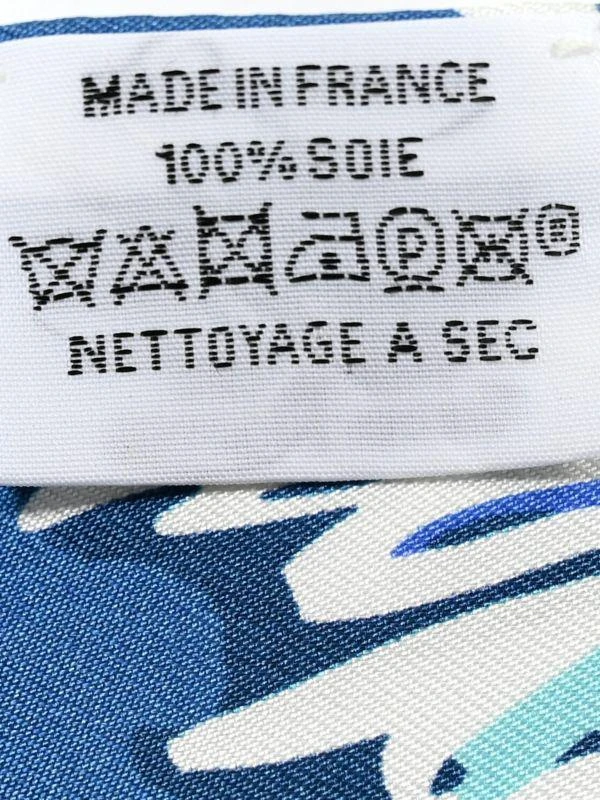 MADE IN FRANCE
100% SOIE
P ®
NETTOYAGE A SEC